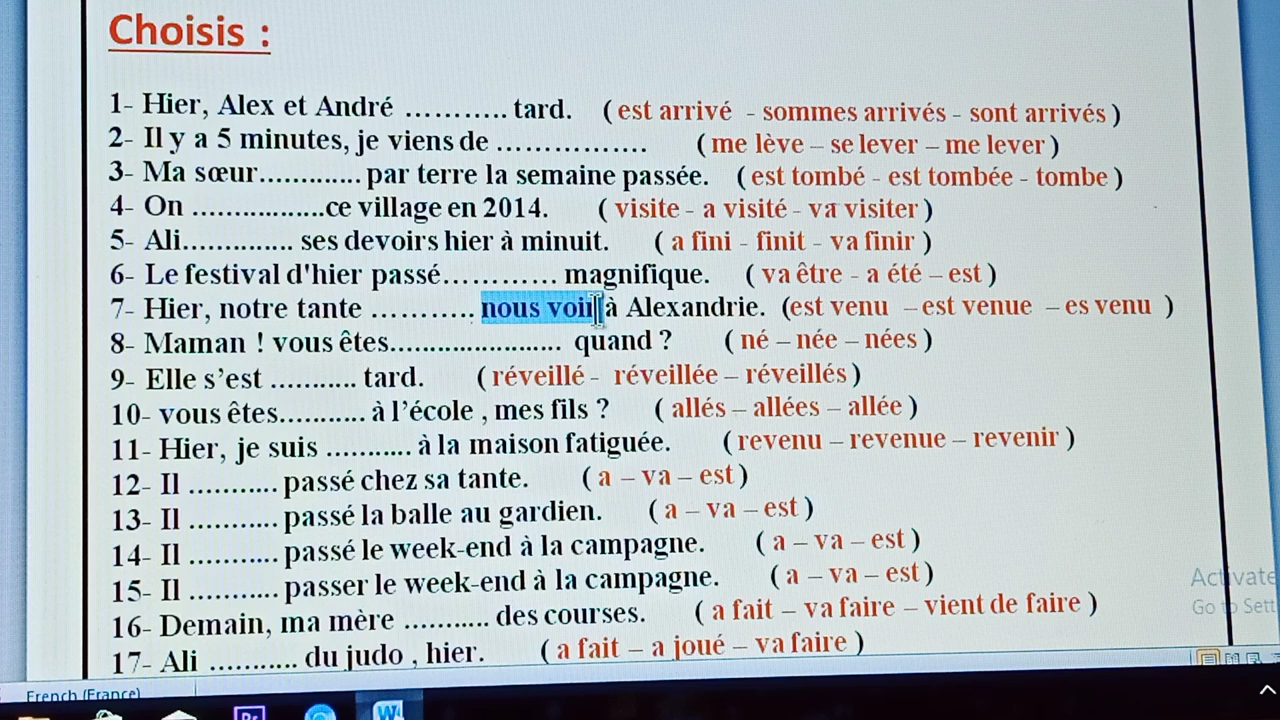 Choisis :
1- Hier, Alex et André ........... tard. ( est arrivé - sommes arrivés - sont arrivés )
2- Il y a 5 minutes, je viens de ................ ( me lève – se lever – me lever )
3- Ma sœur............. par terre la semaine passée. ( est tombé - est tombée - tombe )
4- On .................ce village en 2014. ( visite - a visité - va visiter )
5- Ali.............. ses devoirs hier à minuit. ( a fini - finit - va finir )
6- Le festival d'hier passé............. magnifique. ( va être - a été – est )
7- Hier, notre tante ........... nous voir à Alexandrie. (est venu – est venue – es venu )
8- Maman ! vous êtes....................... quand ? ( né – née – nées )
9- Elle s’est ........... tard. ( réveillé - réveillée – réveillés )
10- vous êtes........... à l’école , mes fils ? ( allés – allées – allée )
11- Hier, je suis ........... à la maison fatiguée. ( revenu – revenue – revenir )
12- Il ........... passé chez sa tante. ( a – va – est )
13- Il ........... passé la balle au gardien. ( a – va – est )
14- Il ........... passé le week-end à la campagne. ( a – va – est )
15- Il ........... passer le week-end à la campagne. ( a – va – est )
16- Demain, ma mère ........... des courses. ( a fait – va faire – vient de faire )
17- Ali ........... du judo , hier. ( a fait – a joué – va faire )
Activate
Go to Sett
French (France)
Pr
W